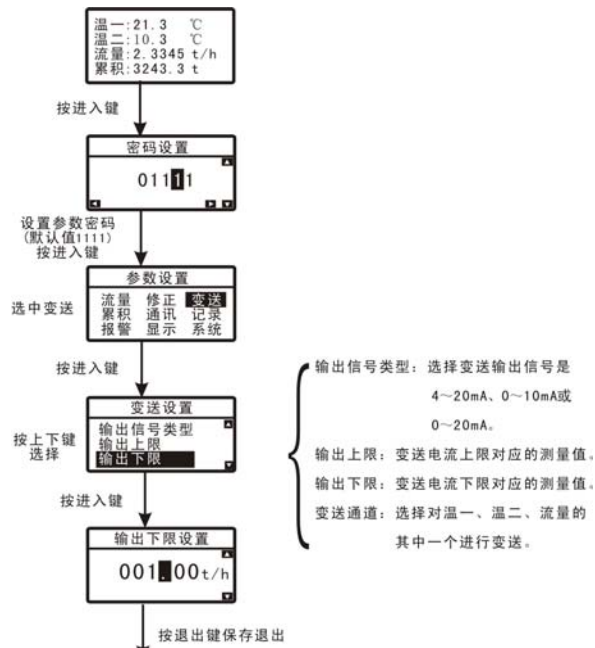 温一:21.3 ℃
温二:10.3 ℃
流量:2.3345 t/h
累积:3243.3 t
按进入键
密码设置
01111
设置参数密码
(默认值1111)
按进入键
参数设置
流量 修正 变送
累积 通讯 记录
报警 显示 系统
选中变送
按进入键
变送设置
输出信号类型
输出上限
输出下限
按上下键
选择
按进入键
输出下限设置
001.00t/h
按退出键保存退出
输出信号类型：选择变送输出信号是
4～20mA、0～10mA或
0～20mA。
输出上限：变送电流上限对应的测量值。
输出下限：变送电流下限对应的测量值。
变送通道：选择对温一、温二、流量的
其中一个进行变送。